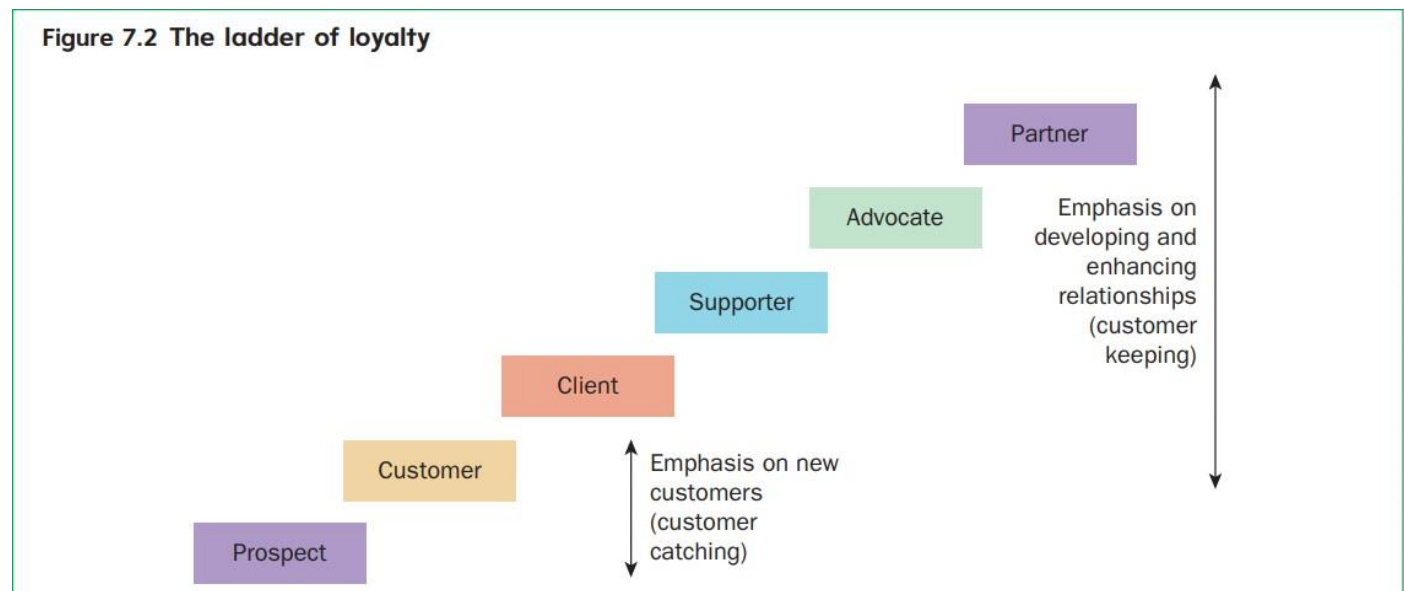 Figure 7.2 The ladder of loyalty
Partner
Advocate
Emphasis on
developing and
enhancing
relationships
(customer
keeping)
Supporter
Client
Customer
Emphasis on new
customers
(customer
catching)
Prospect